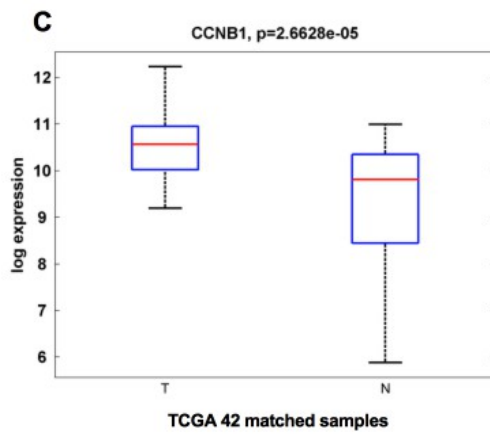 C
CCNB1, p=2.6628e-05
12
11
10
9
8
7
6
log expression
T N
TCGA 42 matched samples